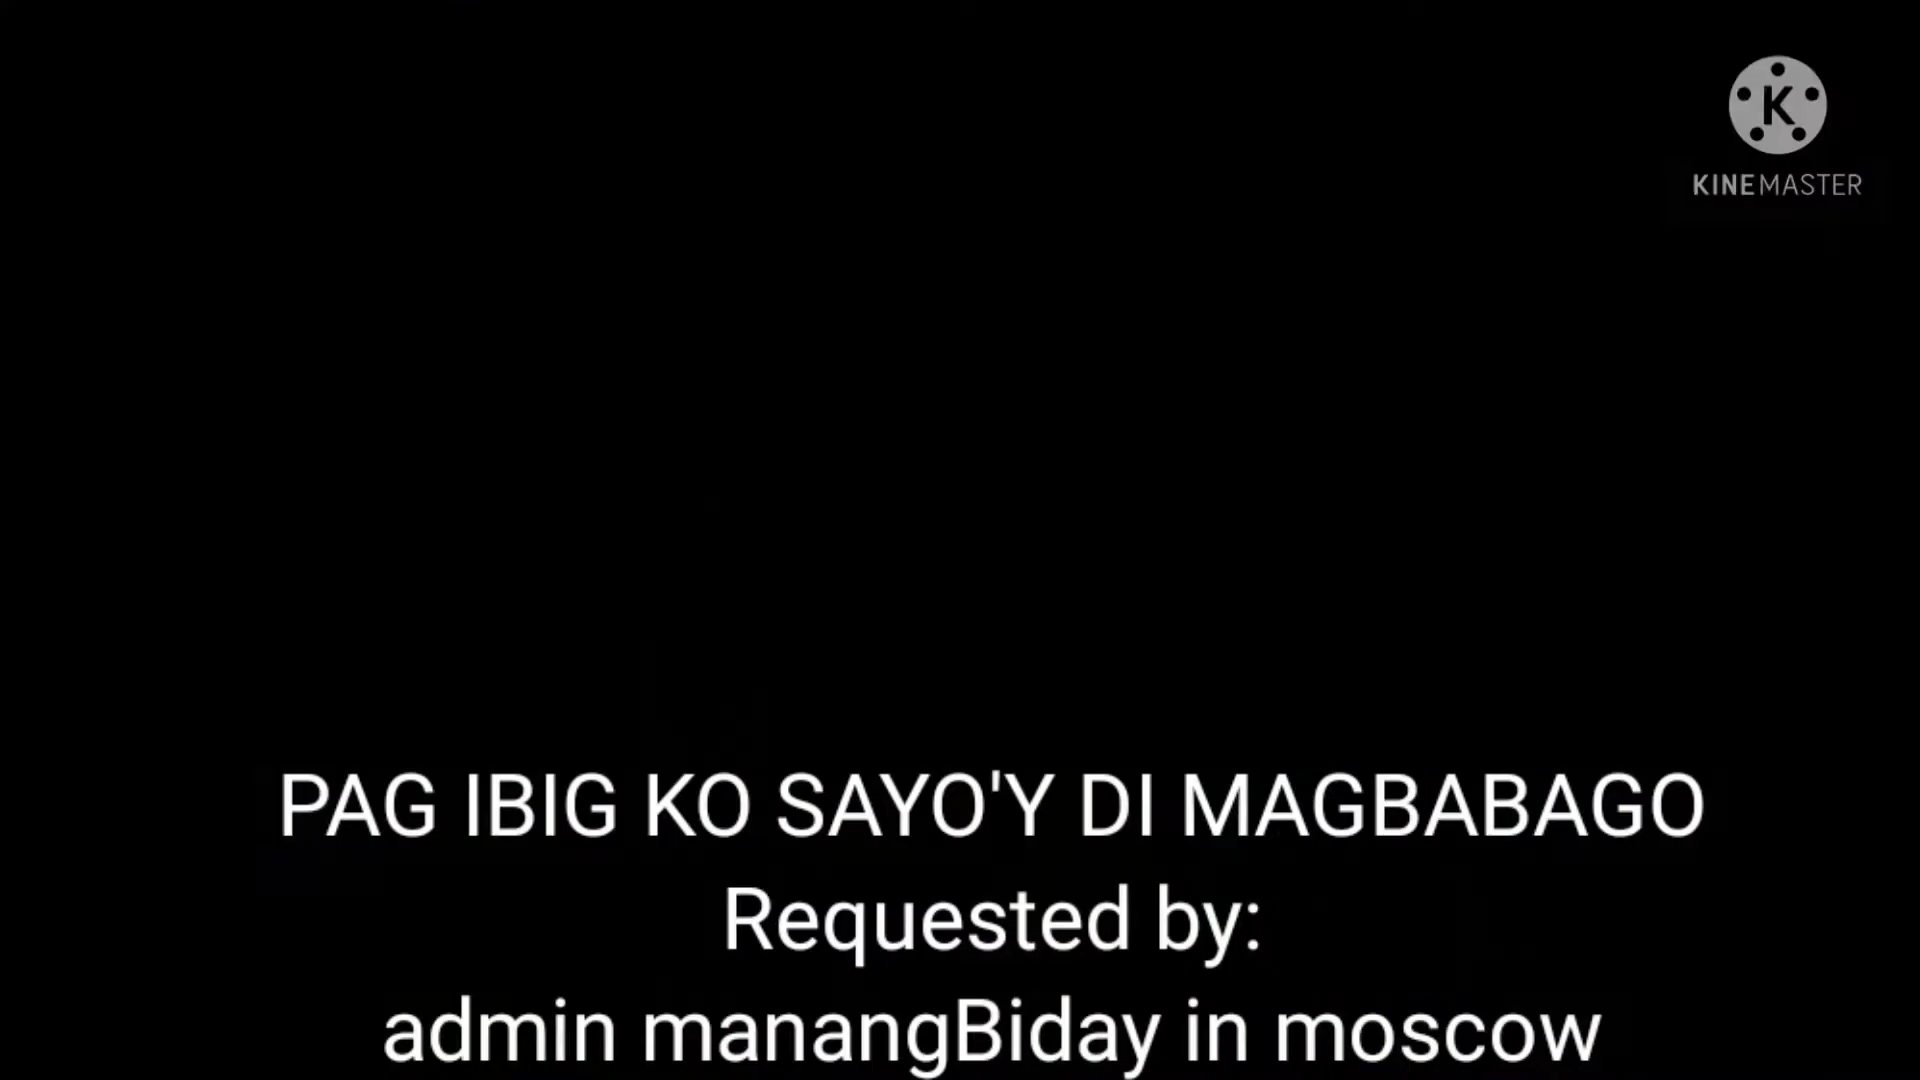 K
KINEMASTER
PAG IBIG KO SAYO'Y DI MAGBABAGO
Requested by:
admin manangBiday in moscow